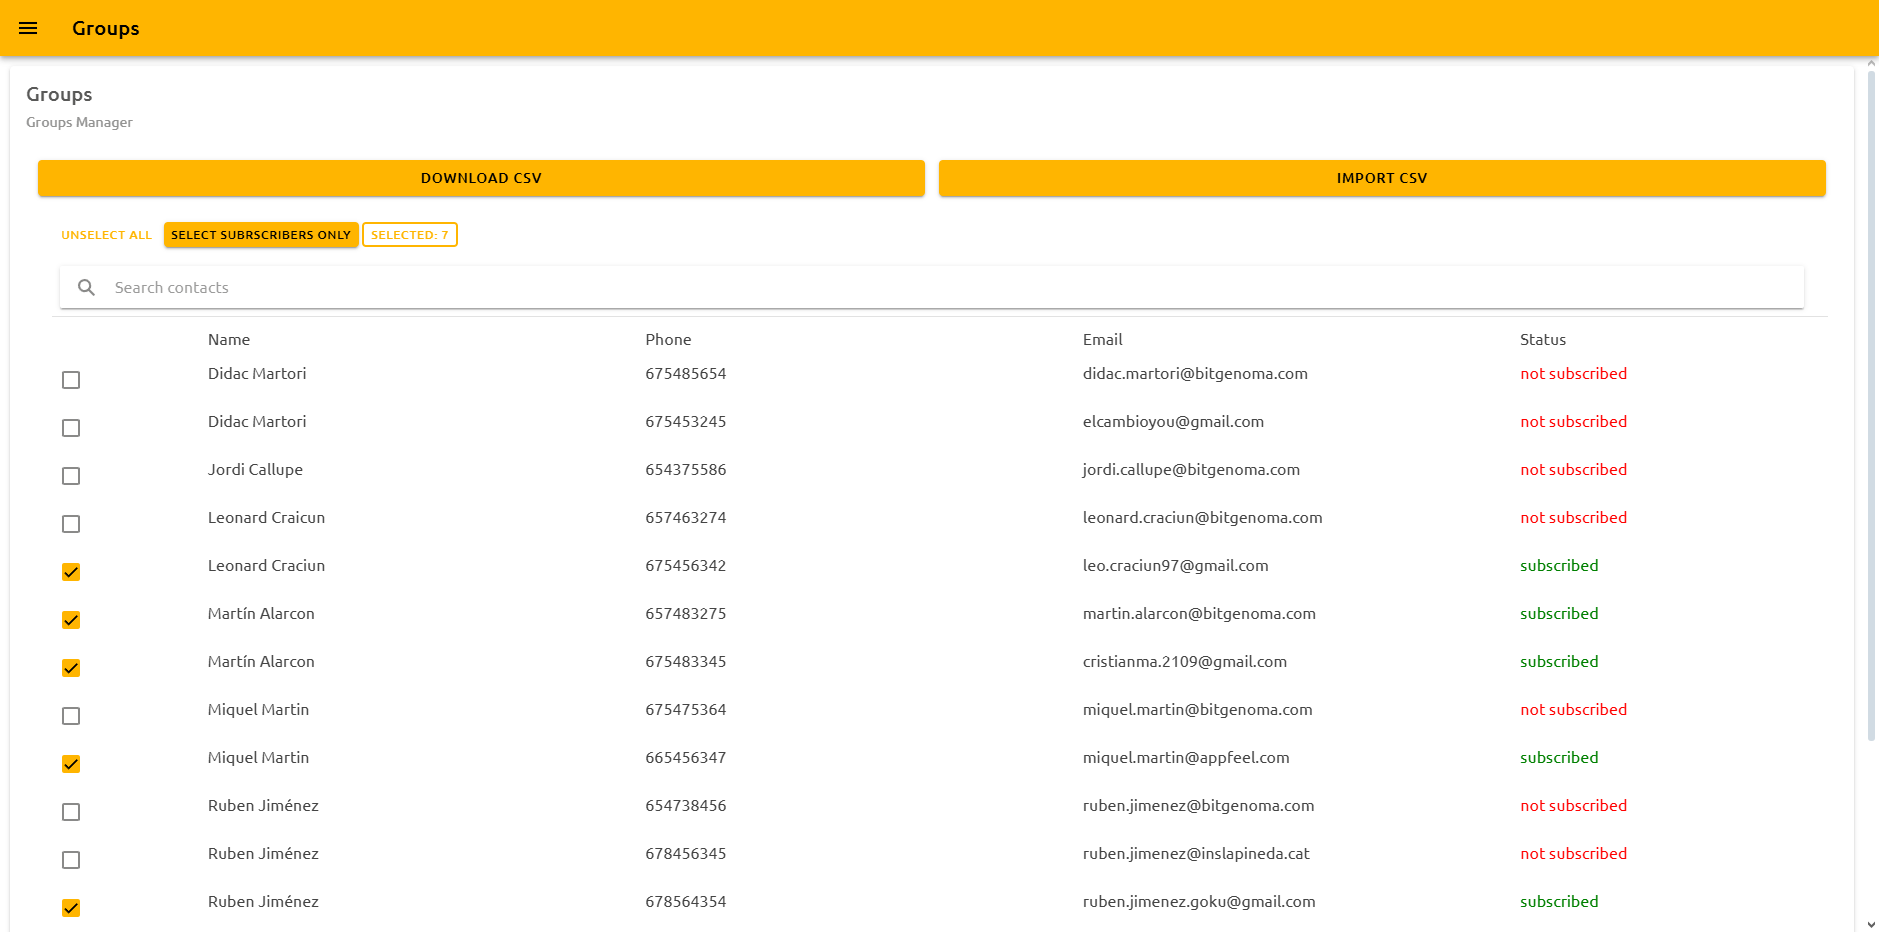 Groups
Groups
Groups Manager
DOWNLOAD CSV IMPORT CSV
UNSELECT ALL SELECT SUBRSCRIBERS ONLY SELECTED: 7
Search contacts
Name Phone Email Status
Didac Martori 675485654 didac.martori@bitgenoma.com not subscribed
Didac Martori 675453245 elcambioyou@gmail.com not subscribed
Jordi Callupe 654375586 jordi.callupe@bitgenoma.com not subscribed
Leonard Craicun 657463274 leonard.craciun@bitgenoma.com not subscribed
Leonard Craciun 675456342 leo.craciun97@gmail.com subscribed
Martín Alarcon 657483275 martin.alarcon@bitgenoma.com subscribed
Martín Alarcon 675483345 cristianma.2109@gmail.com subscribed
Miquel Martin 675475364 miquel.martin@bitgenoma.com not subscribed
Miquel Martin 665456347 miquel.martin@appfeel.com subscribed
Ruben Jiménez 654738456 ruben.jimenez@bitgenoma.com not subscribed
Ruben Jiménez 678456345 ruben.jimenez@inslapineda.cat not subscribed
Ruben Jiménez 678564354 ruben.jimenez.goku@gmail.com subscribed